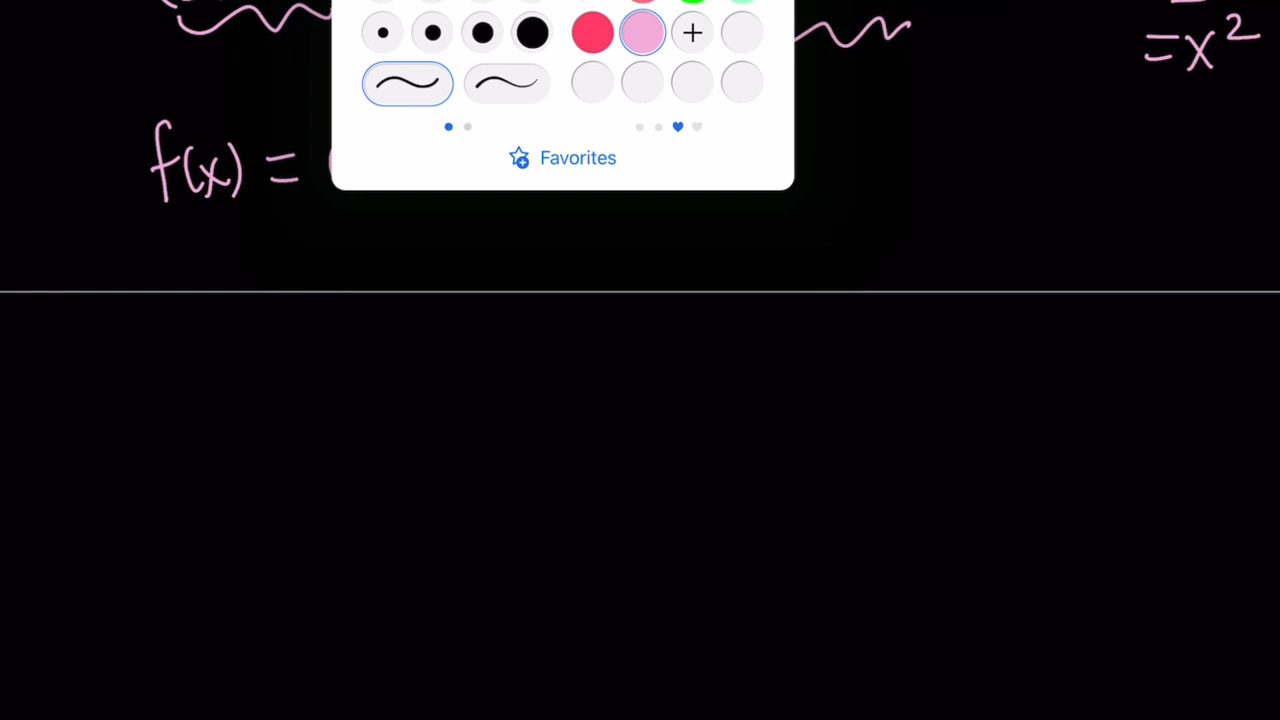 =x²
f(x) =
Favorites